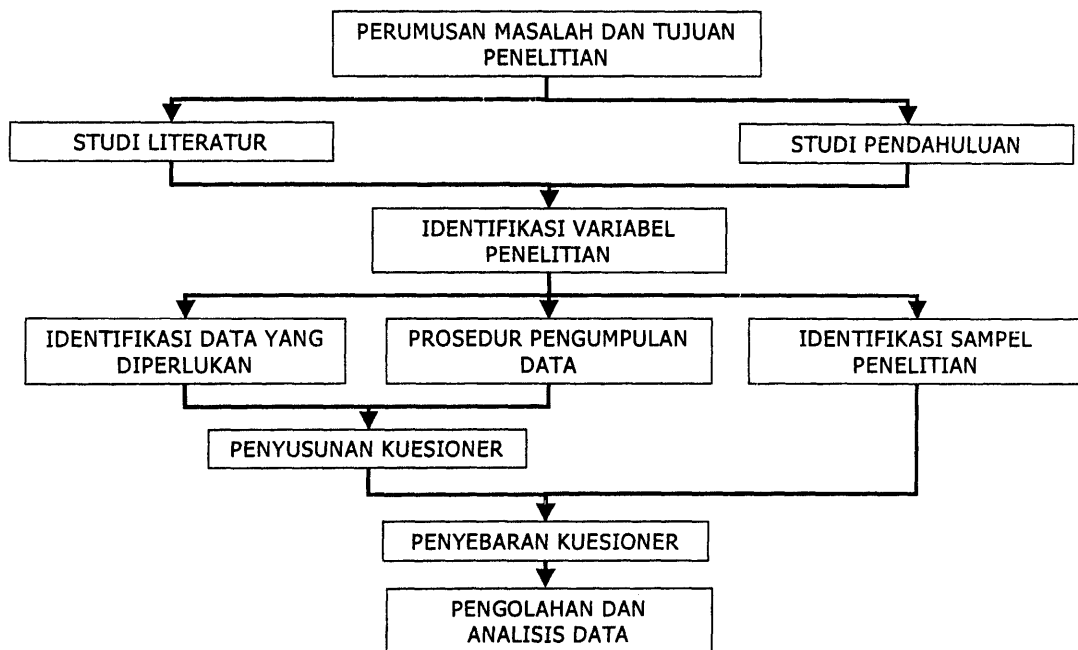 PERUMUSAN MASALAH DAN TUJUAN
PENELITIAN
STUDI LITERATUR
STUDI PENDAHULUAN
IDENTIFIKASI VARIABEL
PENELITIAN
IDENTIFIKASI DATA YANG
DIPERLUKAN
PROSEDUR PENGUMPULAN
DATA
IDENTIFIKASI SAMPEL
PENELITIAN
PENYUSUNAN KUESIONER
PENYEBARAN KUESIONER
PENGOLAHAN DAN
ANALISIS DATA